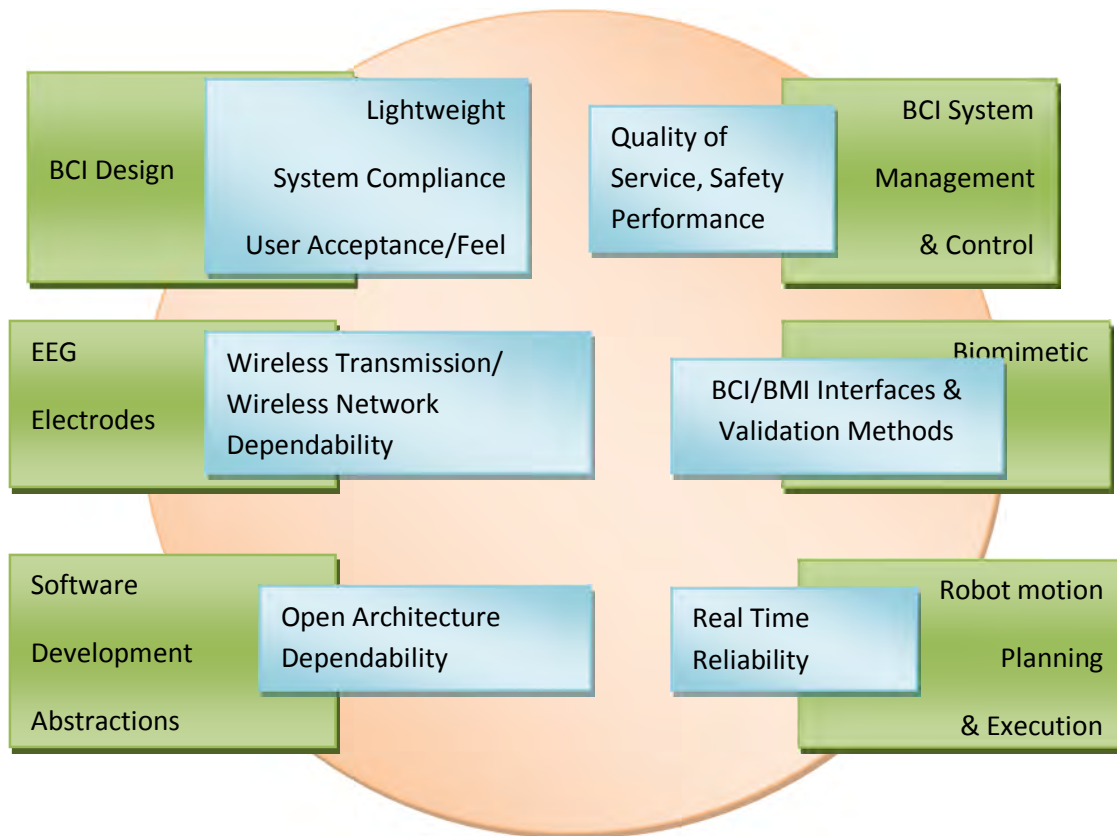 BCI Design
Lightweight
System Compliance
User Acceptance/Feel
Quality of
Service, Safety
Performance
BCI System
Management
& Control
EEG
Electrodes
Wireless Transmission/
Wireless Network
Dependability
BCI/BMI Interfaces &
Validation Methods
Biomimetic
Software
Development
Abstractions
Open Architecture
Dependability
Real Time
Reliability
Robot motion
Planning
& Execution